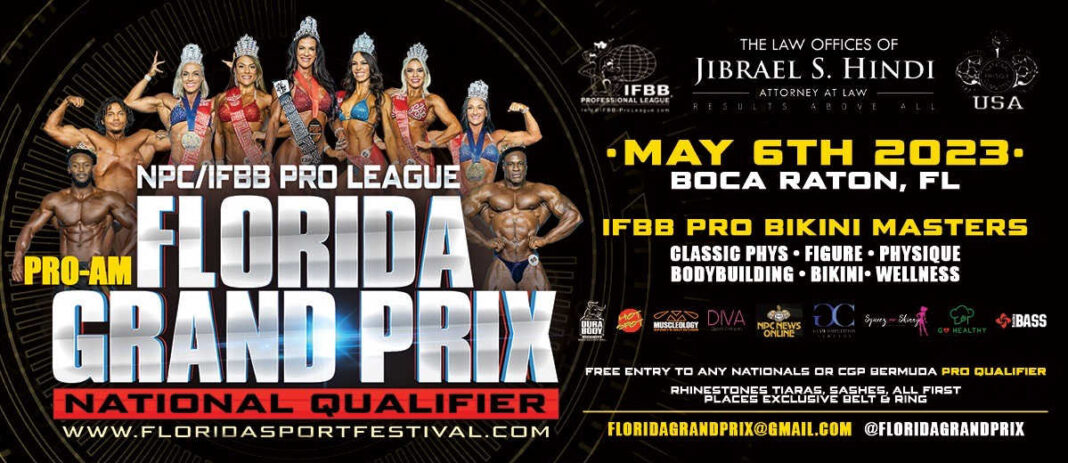 NPC/IFBB PRO LEAGUE
FLORIDA
PRO-AM
GRAND PRIX
NATIONAL QUALIFIER
WWW.FLORIDASPORTFESTIVAL.COM
IFBB
PROFESSIONAL LEAGUE
THE LAW OFFICES OF
JIBRAEL S. HINDI
ATTORNEY AT LAW
RESULTS ABOVE ALL
USA
•MAY 6TH 2023•
BOCA RATON, FL
IFBB PRO BIKINI MASTERS
CLASSIC PHYS • FIGURE • PHYSIQUE
BODYBUILDING • BIKINI• WELLNESS
DURA
BODY
HOT
SPOT
MUSCLEOLOGY
DIVA
NPC NEWS
ONLINE
GO HEALTHY
BASS
FREE ENTRY TO ANY NATIONALS OR CGP BERMUDA PRO QUALIFIER
RHINESTONES TIARAS, SASHES, ALL FIRST
PLACES EXCLUSIVE BELT & RING
FLORIDAGRANDPRIX@GMAIL.COM @FLORIDAGRANDPRIX